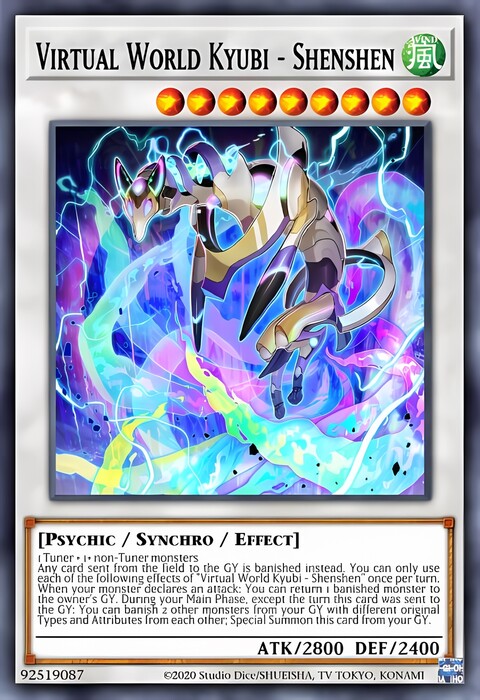 VIRTUAL WORLD KYUBI - SHENSHEN
WIND
風
[PSYCHIC / SYNCHRO / EFFECT]
1 Tuner + 1+ non-Tuner monsters
Any card sent from the field to the GY is banished instead. You can only use
each of the following effects of "Virtual World Kyubi - Shenshen" once per turn.
When your monster declares an attack: You can return 1 banished monster to
the owner's GY. During your Main Phase, except the turn this card was sent to
the GY: You can banish 2 other monsters from your GY with different original
Types and Attributes from each other; Special Summon this card from your GY.
ATK/2800 DEF/2400
92519087
©2020 Studio Dice/SHUEISHA, TV TOKYO, KONAMI